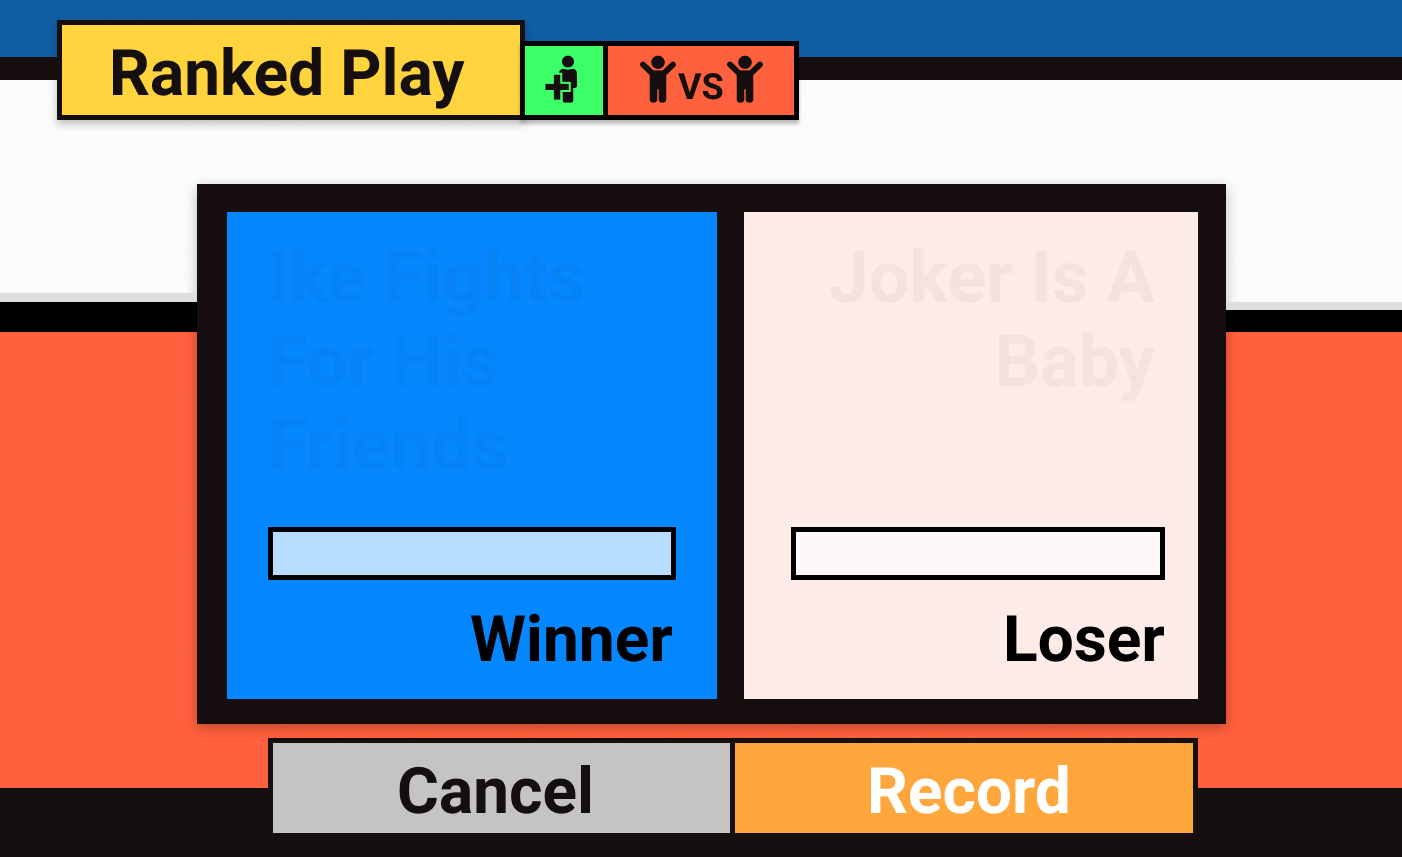 Ranked Play
VS
Ike Fights
For His
Friends
Joker Is A
Baby
Winner
Loser
Cancel
Record